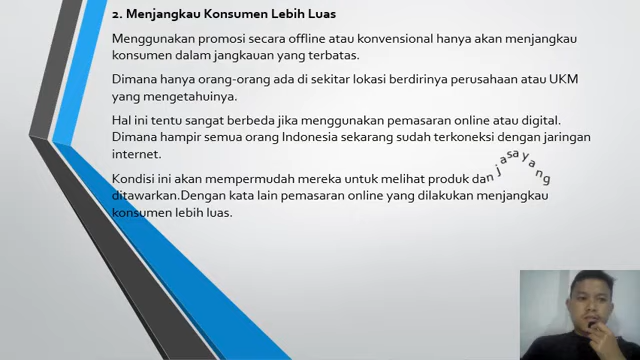 2. Menjangkau Konsumen Lebih Luas
Menggunakan promosi secara offline atau konvensional hanya akan menjangkau
konsumen dalam jangkauan yang terbatas.
Dimana hanya orang-orang ada di sekitar lokasi berdirinya perusahaan atau UKM
yang mengetahuinya.
Hal ini tentu sangat berbeda jika menggunakan pemasaran online atau digital.
Dimana hampir semua orang Indonesia sekarang sudah terkoneksi dengan jaringan
internet.
Kondisi ini akan mempermudah mereka untuk melihat produk dan jasa yang
ditawarkan.Dengan kata lain pemasaran online yang dilakukan menjangkau
konsumen lebih luas.